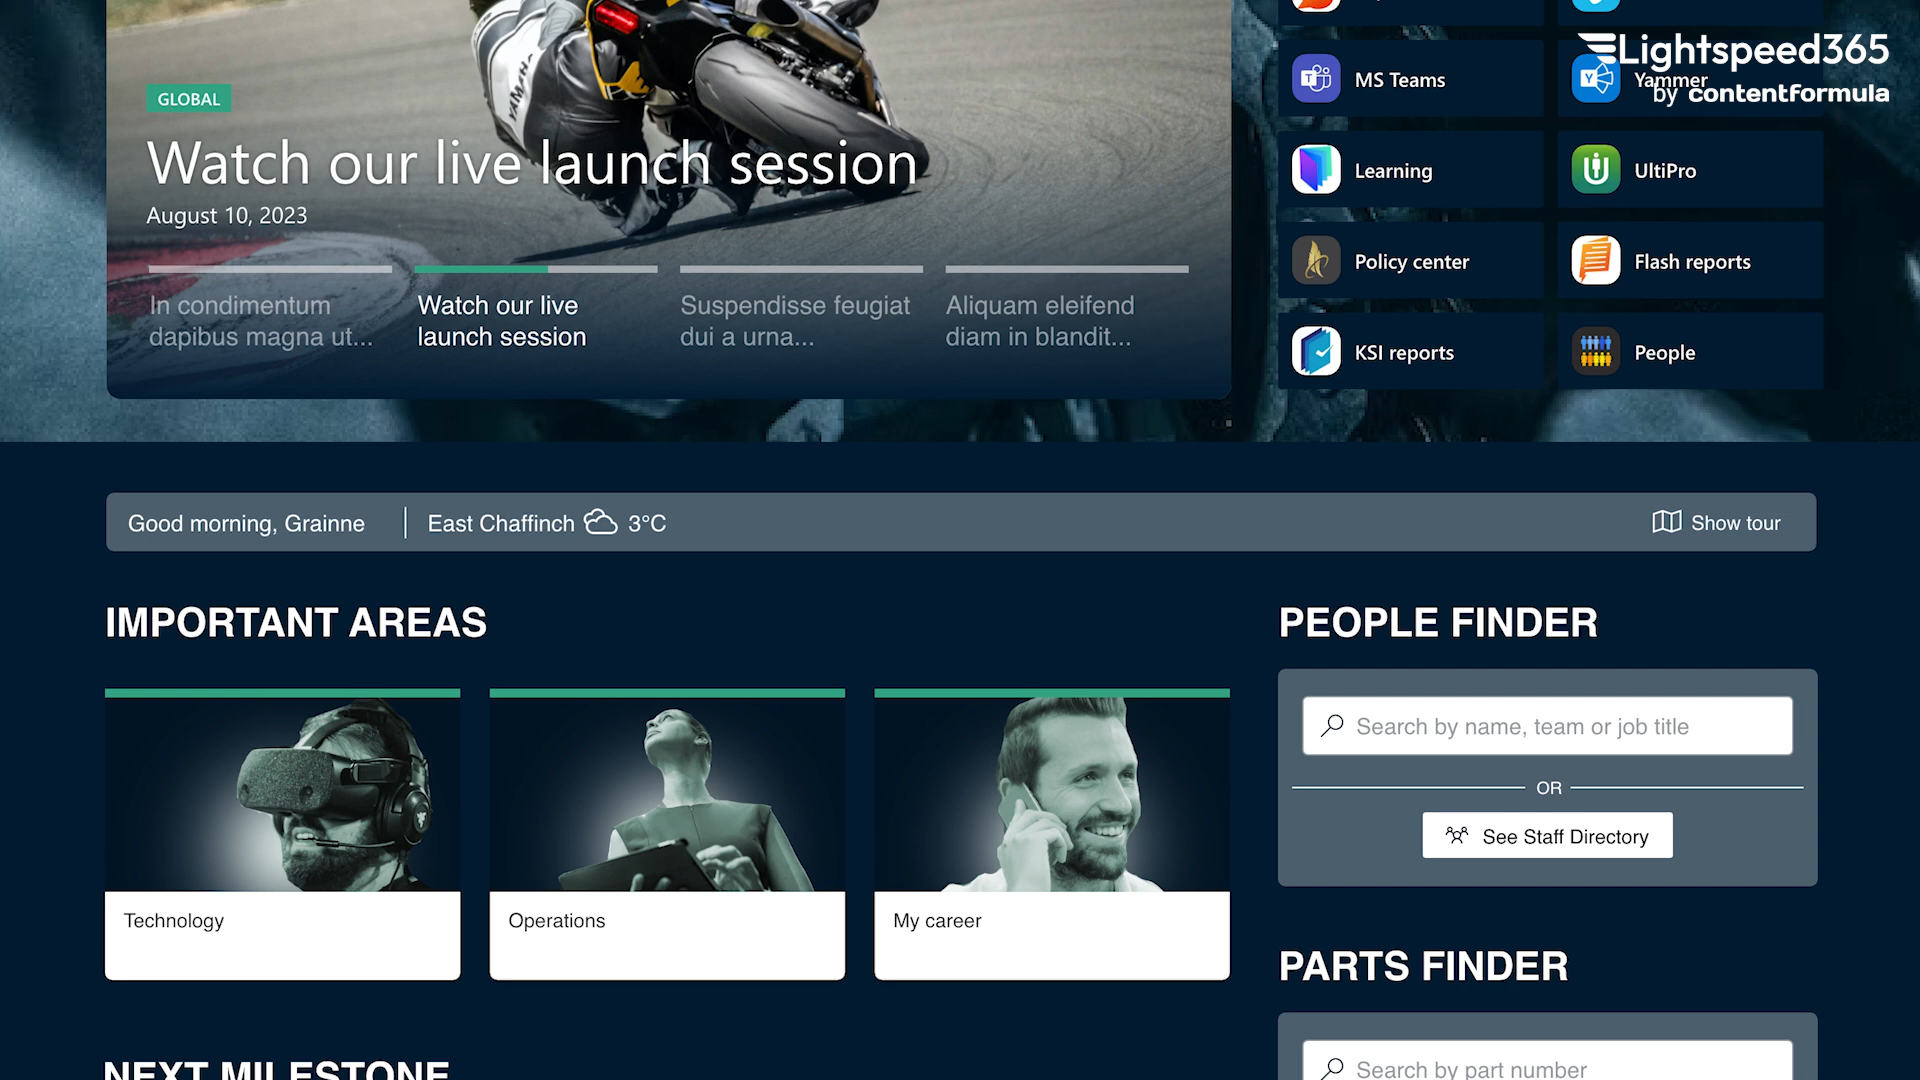 Lightspeed365
by contentformula
MS Teams
Yammer
GLOBAL
YAMAHA
Watch our live launch session
August 10, 2023
Learning
UltiPro
Policy center
Flash reports
In condimentum
dapibus magna ut...
Watch our live
launch session
Suspendisse feugiat
dui a urna...
Aliquam eleifend
diam in blandit...
KSI reports
People
Good morning, Grainne
East Chaffinch
3°C
Show tour
IMPORTANT AREAS
PEOPLE FINDER
Search by name, team or job title
OR
See Staff Directory
Technology
Operations
My career
PARTS FINDER
NEXT MILESTONE
Search by part number